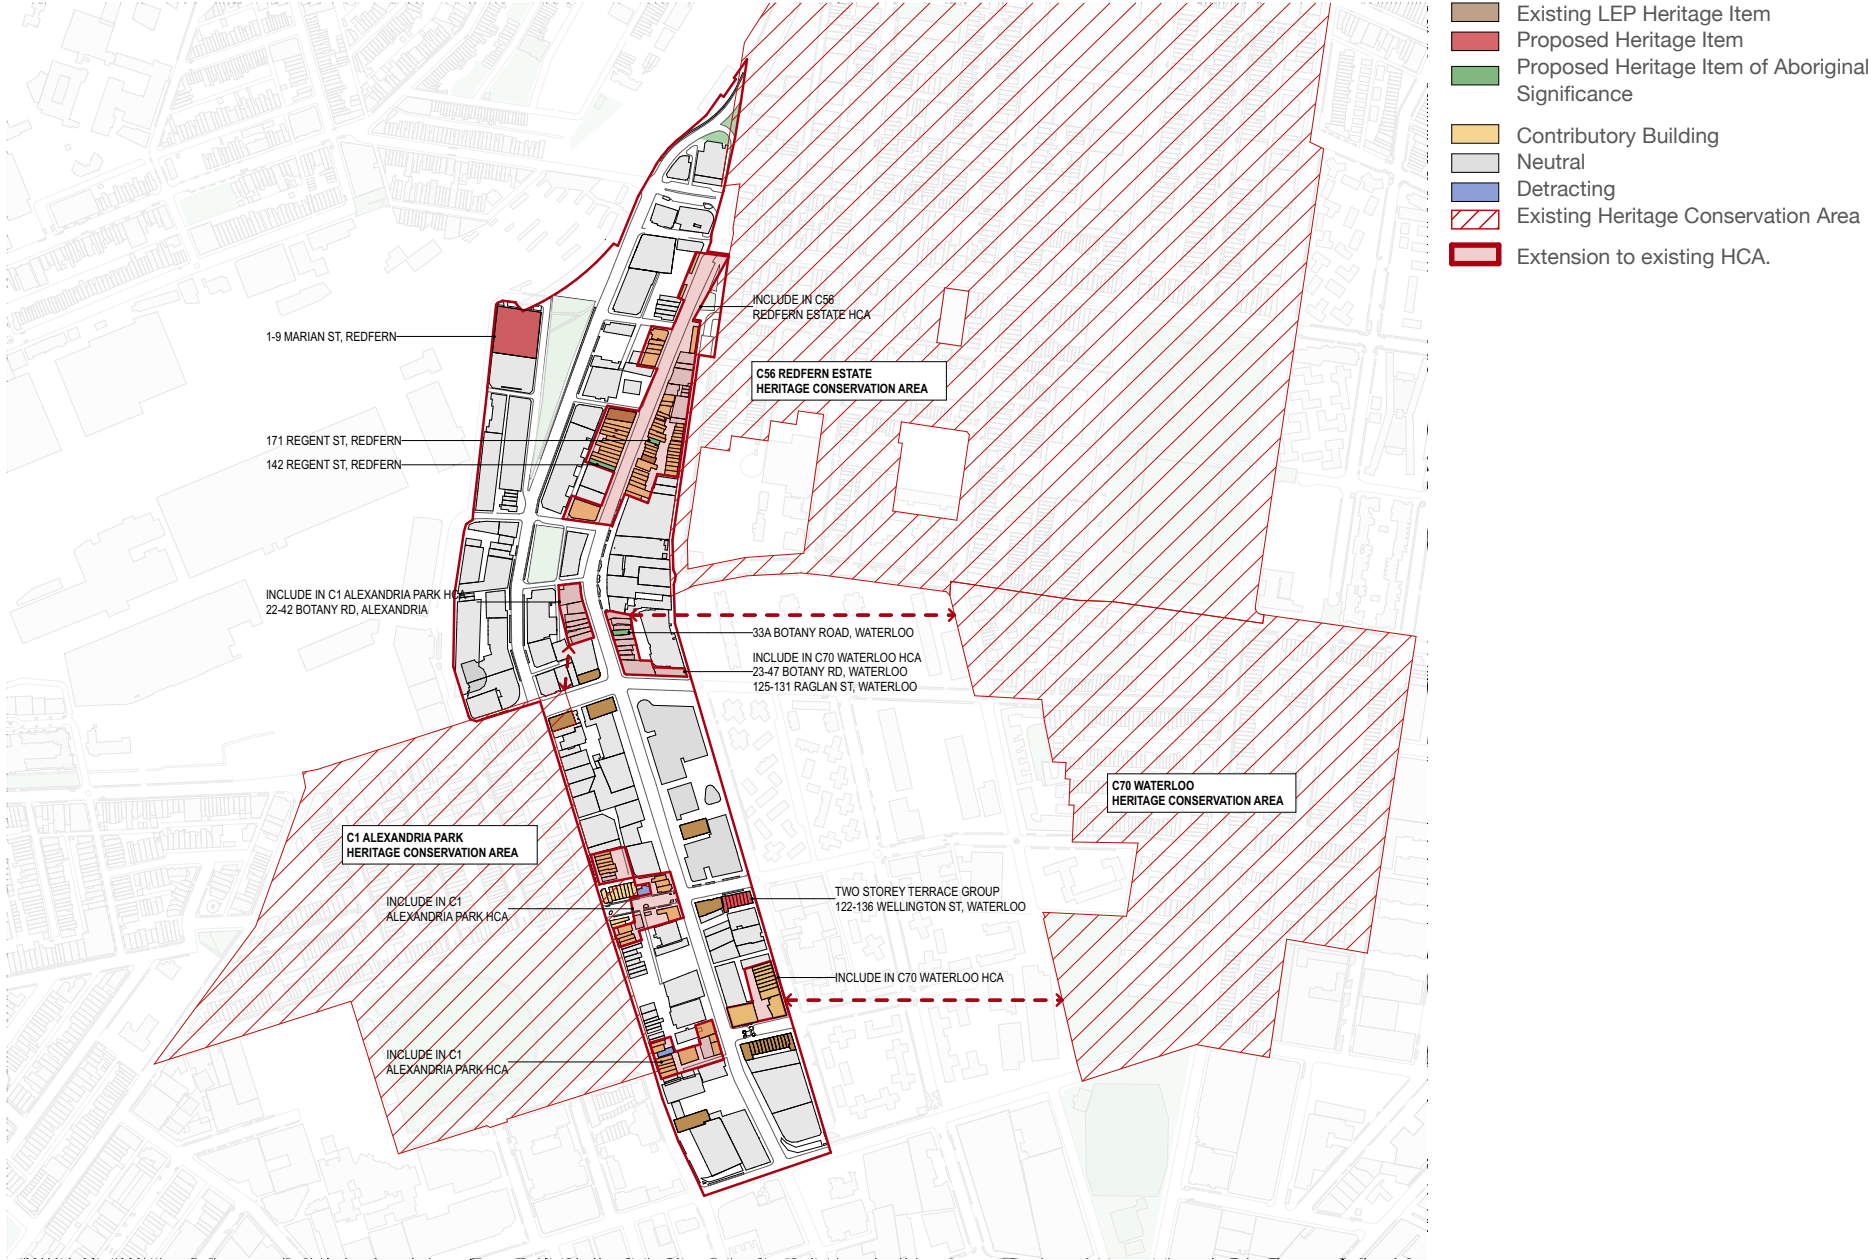 Existing LEP Heritage Item
Proposed Heritage Item
Proposed Heritage Item of Aboriginal
Significance
Contributory Building
Neutral
Detracting
Existing Heritage Conservation Area
Extension to existing HCA.
INCLUDE IN C56
REDFERN ESTATE HCA
1-9 MARIAN ST, REDFERN
C56 REDFERN ESTATE
HERITAGE CONSERVATION AREA
171 REGENT ST, REDFERN
142 REGENT ST, REDFERN
INCLUDE IN C1 ALEXANDRIA PARK HCA
22-42 BOTANY RD, ALEXANDRIA
33A BOTANY ROAD, WATERLOO
INCLUDE IN C70 WATERLOO HCA
23-47 BOTANY RD, WATERLOO
125-131 RAGLAN ST, WATERLOO
C70 WATERLOO
HERITAGE CONSERVATION AREA
C1 ALEXANDRIA PARK
HERITAGE CONSERVATION AREA
INCLUDE IN C1
ALEXANDRIA PARK HCA
TWO STOREY TERRACE GROUP
122-136 WELLINGTON ST, WATERLOO
INCLUDE IN C70 WATERLOO HCA
INCLUDE IN C1
ALEXANDRIA PARK HCA